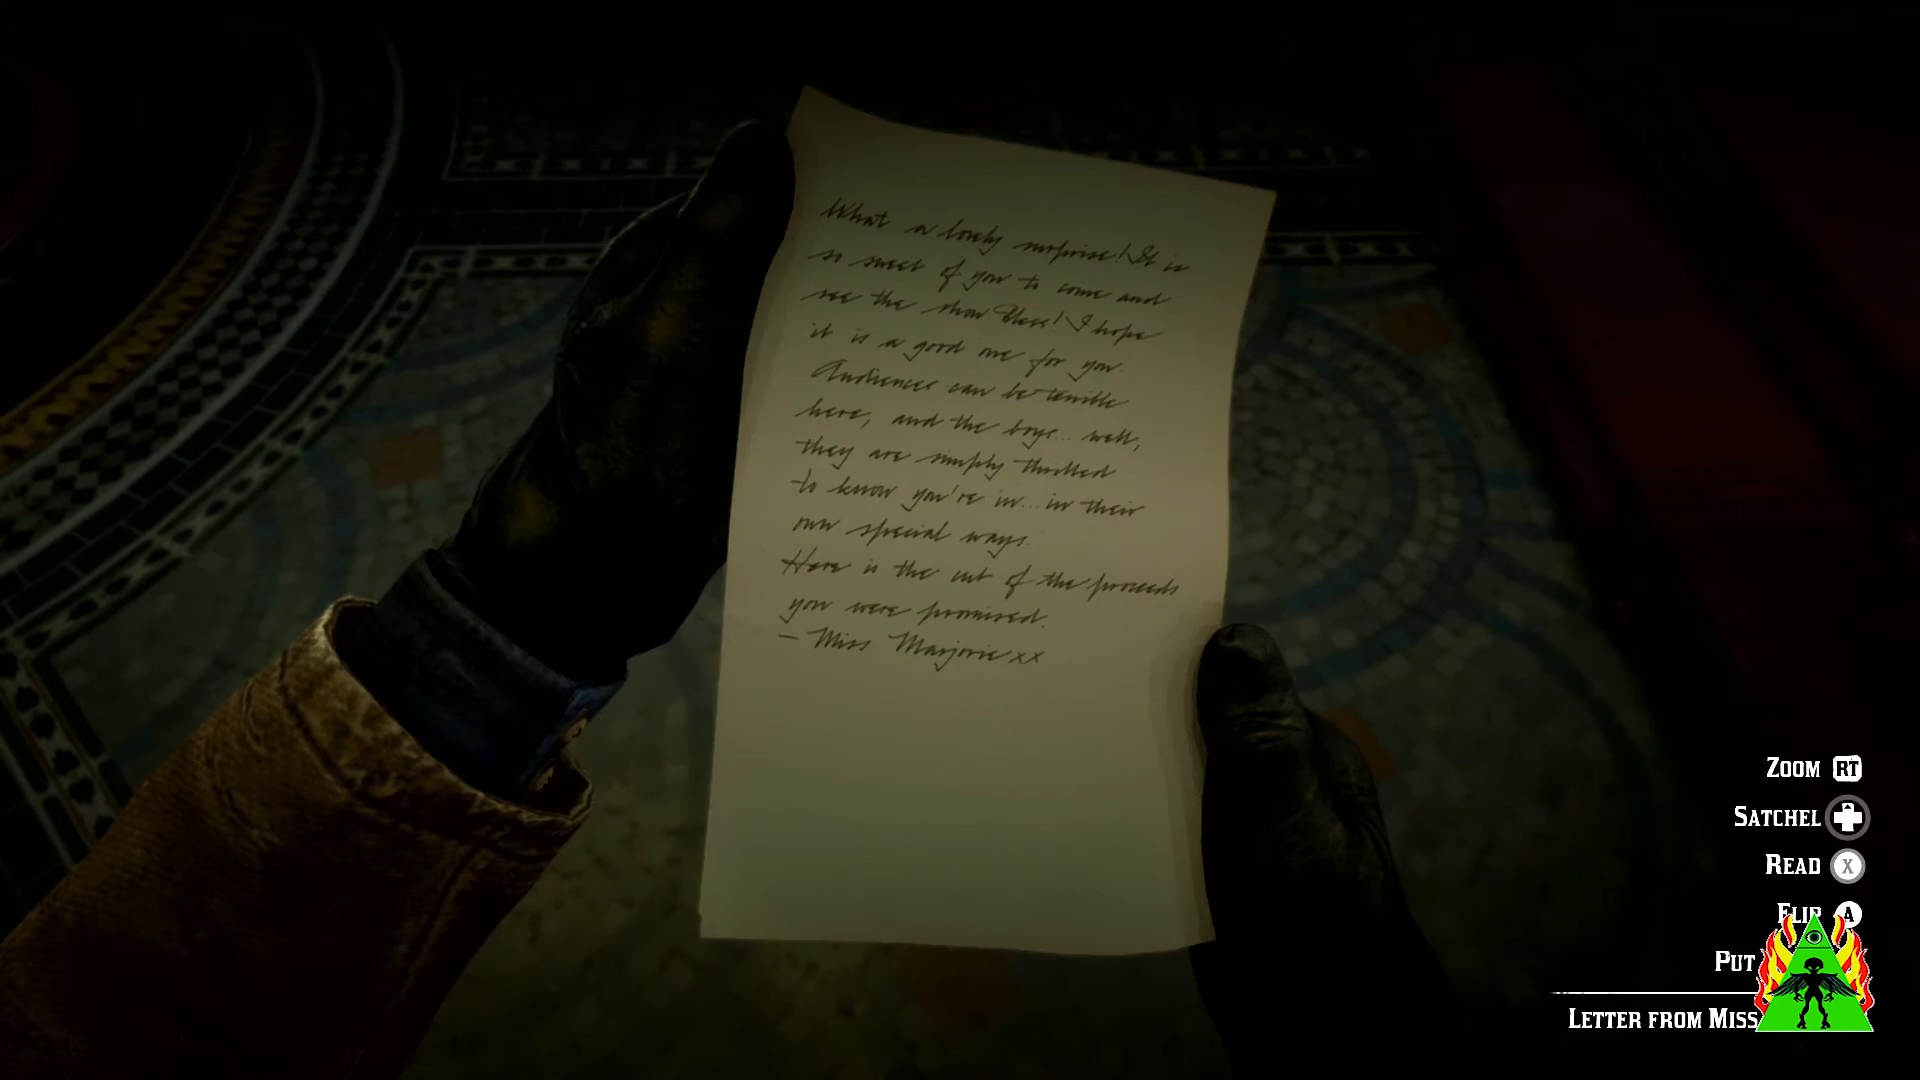 What a lovely surprise! It is
so sweet of you to come and
see the show. Bless! I hope
it is a good one for you.
Audiences can be terrible
here, and the boys... well,
they are simply thrilled
to know you're in... in their
own special ways.
Here is the cut of the proceeds
you were promised.
- Miss Marjorie xx
ZOOM RT
SATCHEL
READ X
FLIP A
PUT
LETTER FROM MISS